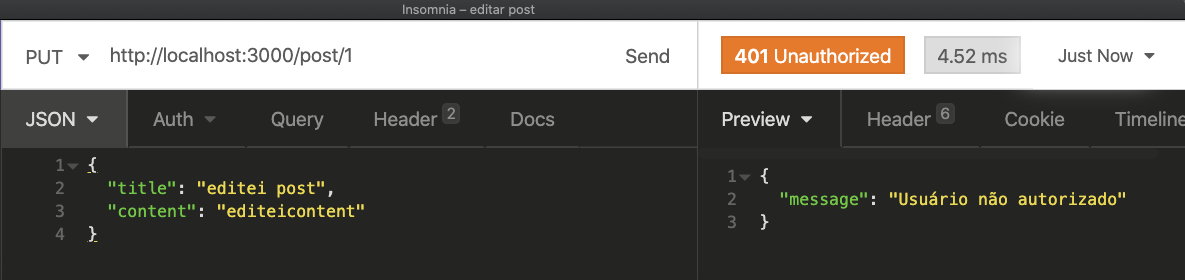 Insomnia – editar post
PUT http://localhost:3000/post/1 Send
401 Unauthorized 4.52 ms Just Now
JSON Auth Query Header 2 Docs
Preview Header 6 Cookie Timeline
1 {
2 "title": "editei post",
3 "content": "editeicontent"
4 }
1 {
2 "message": "Usuário não autorizado"
3 }